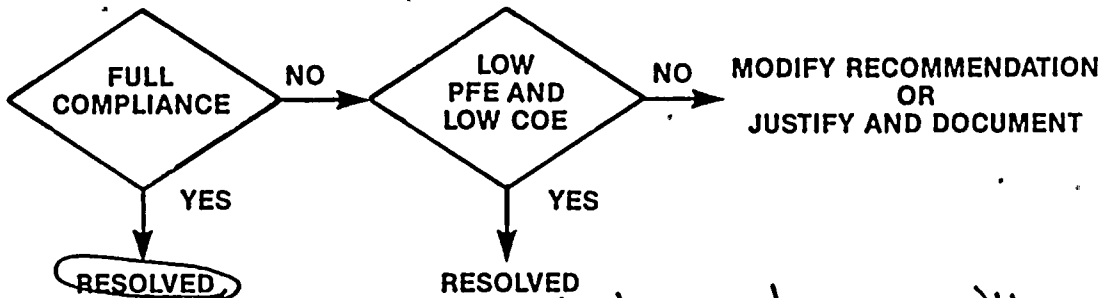 FULL
COMPLIANCE
NO
LOW
PFE AND
LOW COE
NO
MODIFY RECOMMENDATION
OR
JUSTIFY AND DOCUMENT
YES
YES
RESOLVED
RESOLVED